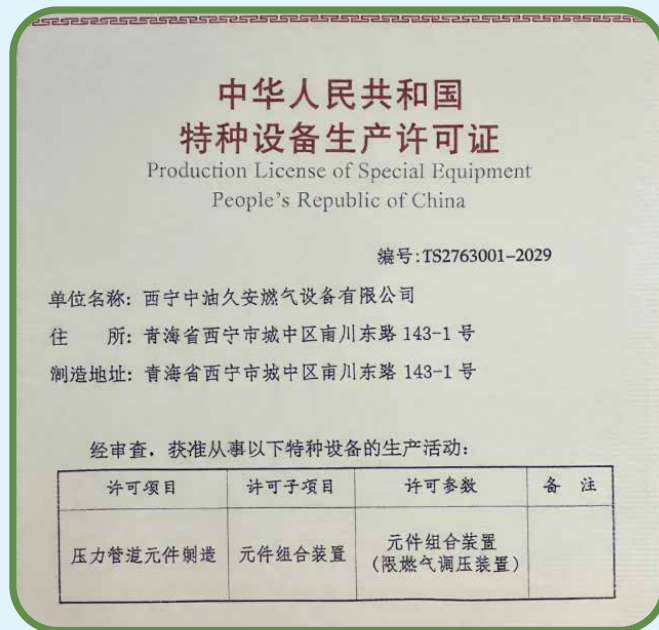 中华人民共和国
特种设备生产许可证
Production License of Special Equipment
People's Republic of China
编号:TS2763001-2029
单位名称: 西宁中油久安燃气设备有限公司
住　　所: 青海省西宁市城中区南川东路 143-1 号
制造地址: 青海省西宁市城中区南川东路 143-1 号
经审查，获准从事以下特种设备的生产活动:
许可项目 许可子项目 许可参数 备　注
压力管道元件制造 元件组合装置 元件组合装置
(限燃气调压装置)